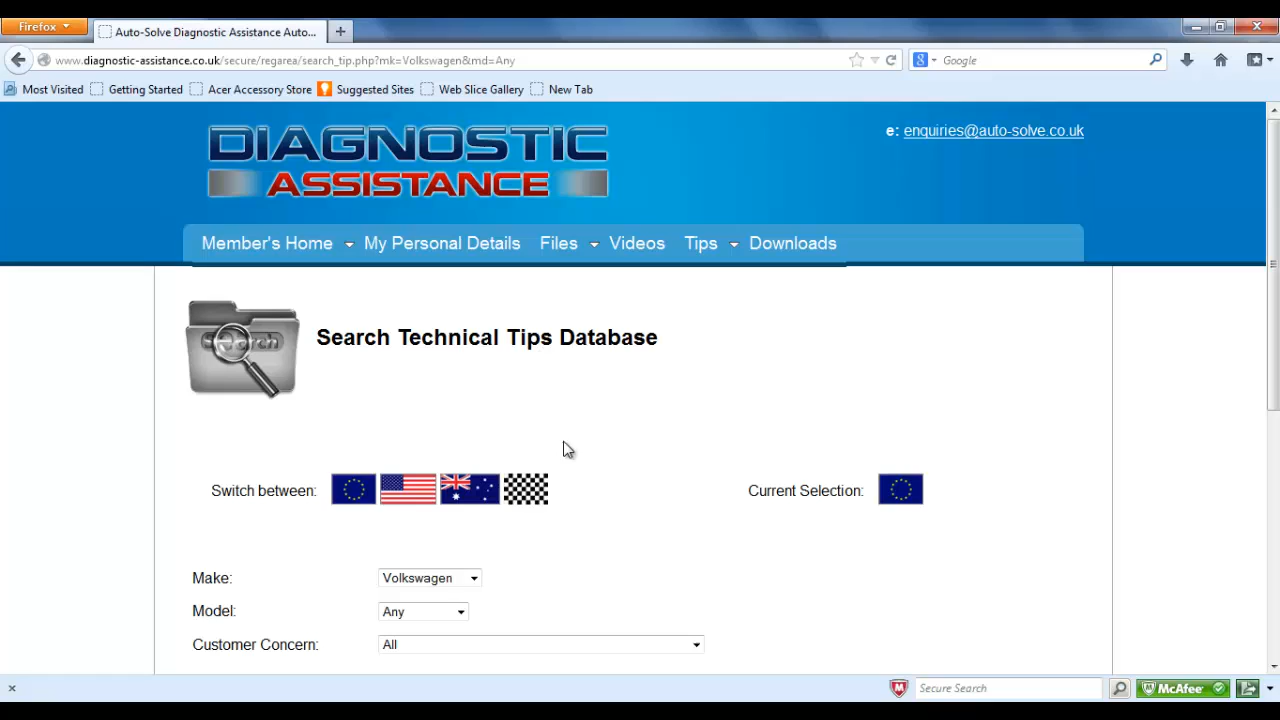 Firefox
Auto-Solve Diagnostic Assistance Auto...
www.diagnostic-assistance.co.uk/secure/regarea/search_tip.php?mk=Volkswagen&md=Any
Google
Most Visited Getting Started Acer Accessory Store Suggested Sites Web Slice Gallery New Tab
DIAGNOSTIC
ASSISTANCE
e: enquiries@auto-solve.co.uk
Member's Home My Personal Details Files Videos Tips Downloads
Search
Search Technical Tips Database
Switch between:
Current Selection:
Make: Volkswagen
Model: Any
Customer Concern: All
Secure Search
McAfee